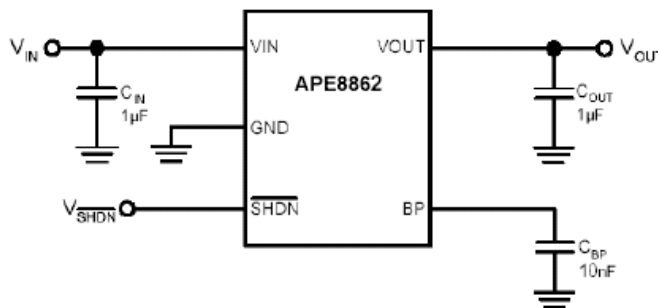 VIN
VIN
VOUT
VOUT
APE8862
CIN
1µF
COUT
1µF
GND
VSHDN
SHDN
BP
CBP
10nF